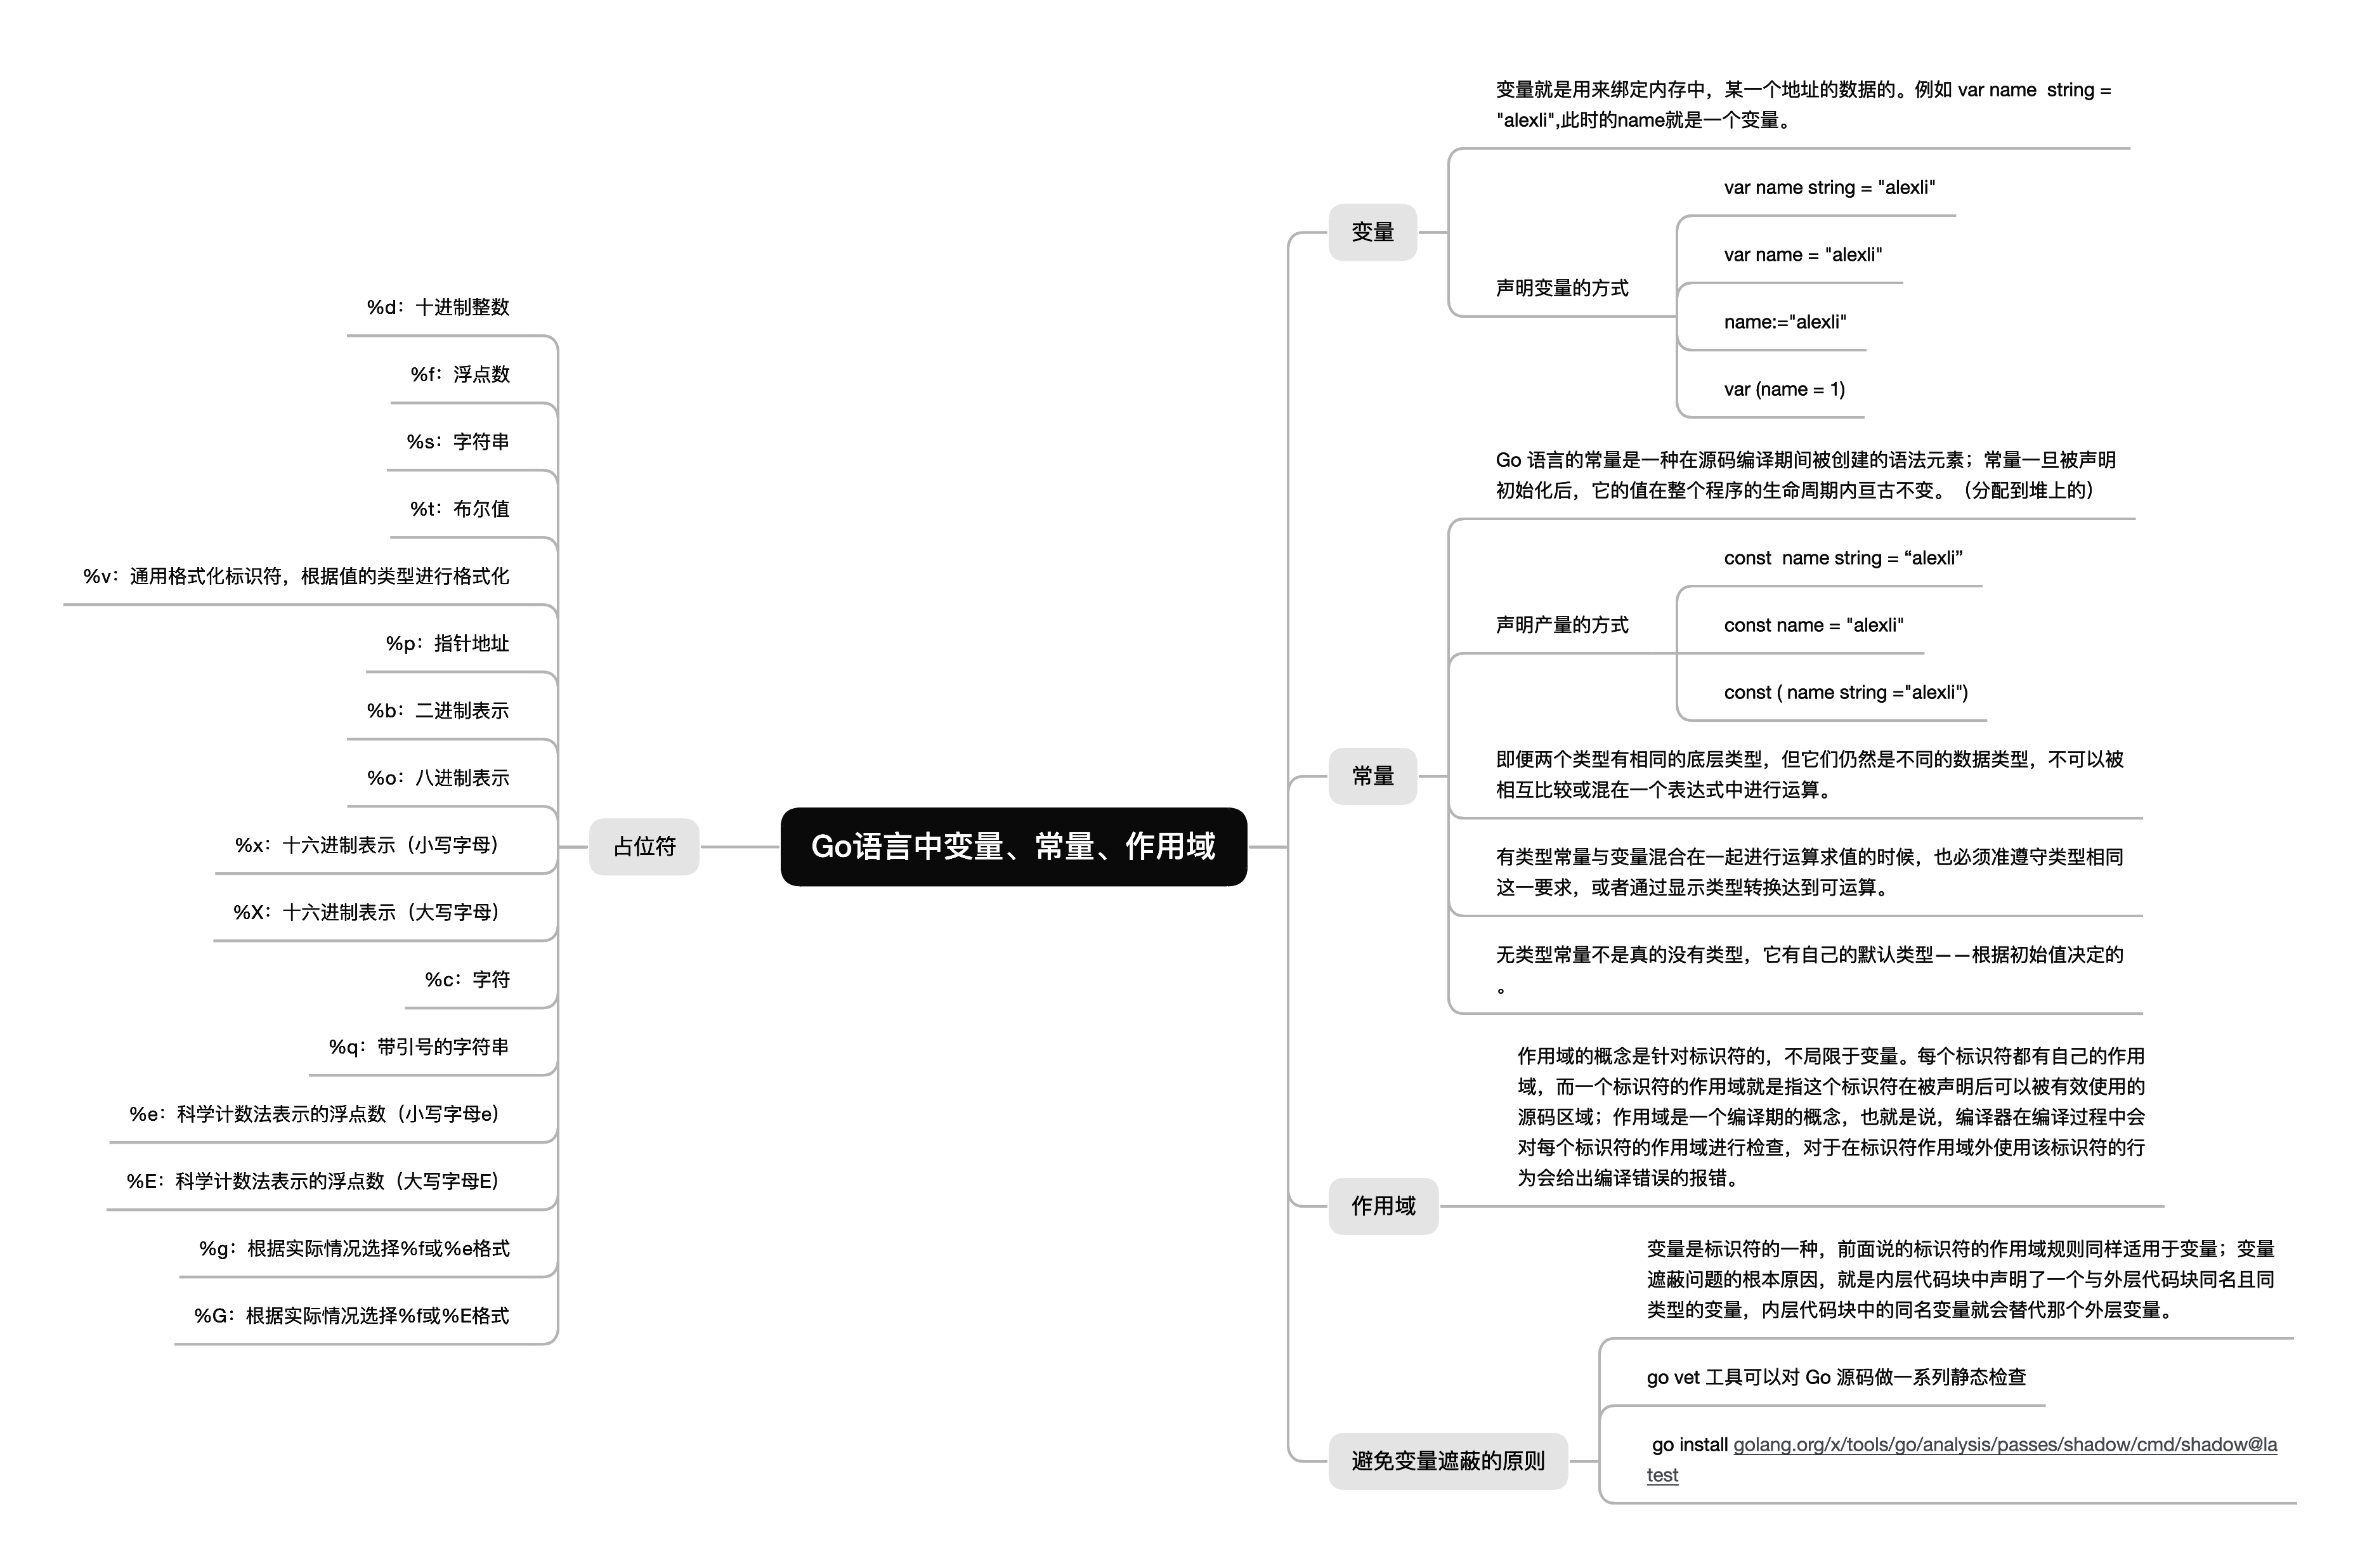 Go语言中变量、常量、作用域
变量
变量就是用来绑定内存中，某一个地址的数据的。例如 var name  string =
"alexli",此时的name就是一个变量。
声明变量的方式
var name string = "alexli"
var name = "alexli"
name:="alexli"
var (name = 1)
常量
Go 语言的常量是一种在源码编译期间被创建的语法元素；常量一旦被声明
初始化后，它的值在整个程序的生命周期内亘古不变。（分配到堆上的）
声明产量的方式
const  name string = “alexli”
const name = "alexli"
const ( name string ="alexli")
即便两个类型有相同的底层类型，但它们仍然是不同的数据类型，不可以被
相互比较或混在一个表达式中进行运算。
有类型常量与变量混合在一起进行运算求值的时候，也必须准遵守类型相同
这一要求，或者通过显示类型转换达到可运算。
无类型常量不是真的没有类型，它有自己的默认类型——根据初始值决定的
。
作用域
作用域的概念是针对标识符的，不局限于变量。每个标识符都有自己的作用
域，而一个标识符的作用域就是指这个标识符在被声明后可以被有效使用的
源码区域；作用域是一个编译期的概念，也就是说，编译器在编译过程中会
对每个标识符的作用域进行检查，对于在标识符作用域外使用该标识符的行
为会给出编译错误的报错。
避免变量遮蔽的原则
变量是标识符的一种，前面说的标识符的作用域规则同样适用于变量；变量
遮蔽问题的根本原因，就是内层代码块中声明了一个与外层代码块同名且同
类型的变量，内层代码块中的同名变量就会替代那个外层变量。
go vet 工具可以对 Go 源码做一系列静态检查
go install golang.org/x/tools/go/analysis/passes/shadow/cmd/shadow@la
test
占位符
%d：十进制整数
%f：浮点数
%s：字符串
%t：布尔值
%v：通用格式化标识符，根据值的类型进行格式化
%p：指针地址
%b：二进制表示
%o：八进制表示
%x：十六进制表示（小写字母）
%X：十六进制表示（大写字母）
%c：字符
%q：带引号的字符串
%e：科学计数法表示的浮点数（小写字母e）
%E：科学计数法表示的浮点数（大写字母E）
%g：根据实际情况选择%f或%e格式
%G：根据实际情况选择%f或%E格式